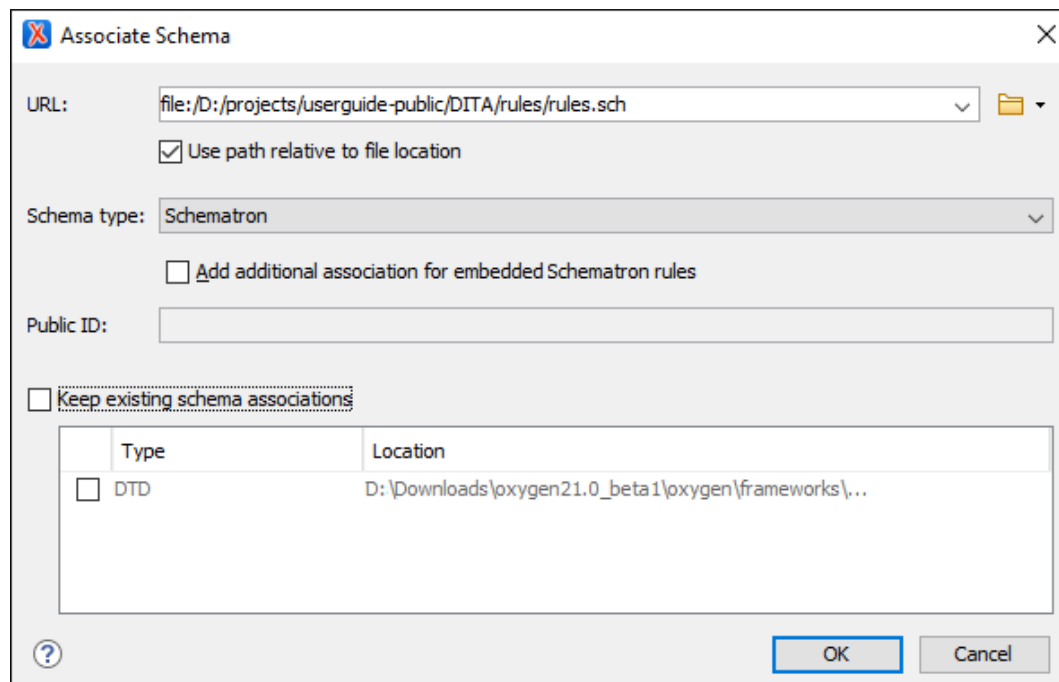 Associate Schema
URL: file:/D:/projects/userguide-public/DITA/rules/rules.sch
Use path relative to file location
Schema type: Schematron
Add additional association for embedded Schematron rules
Public ID:
Keep existing schema associations
Type Location
DTD D:\Downloads\oxygen21.0_beta1\oxygen\frameworks\...
? OK Cancel